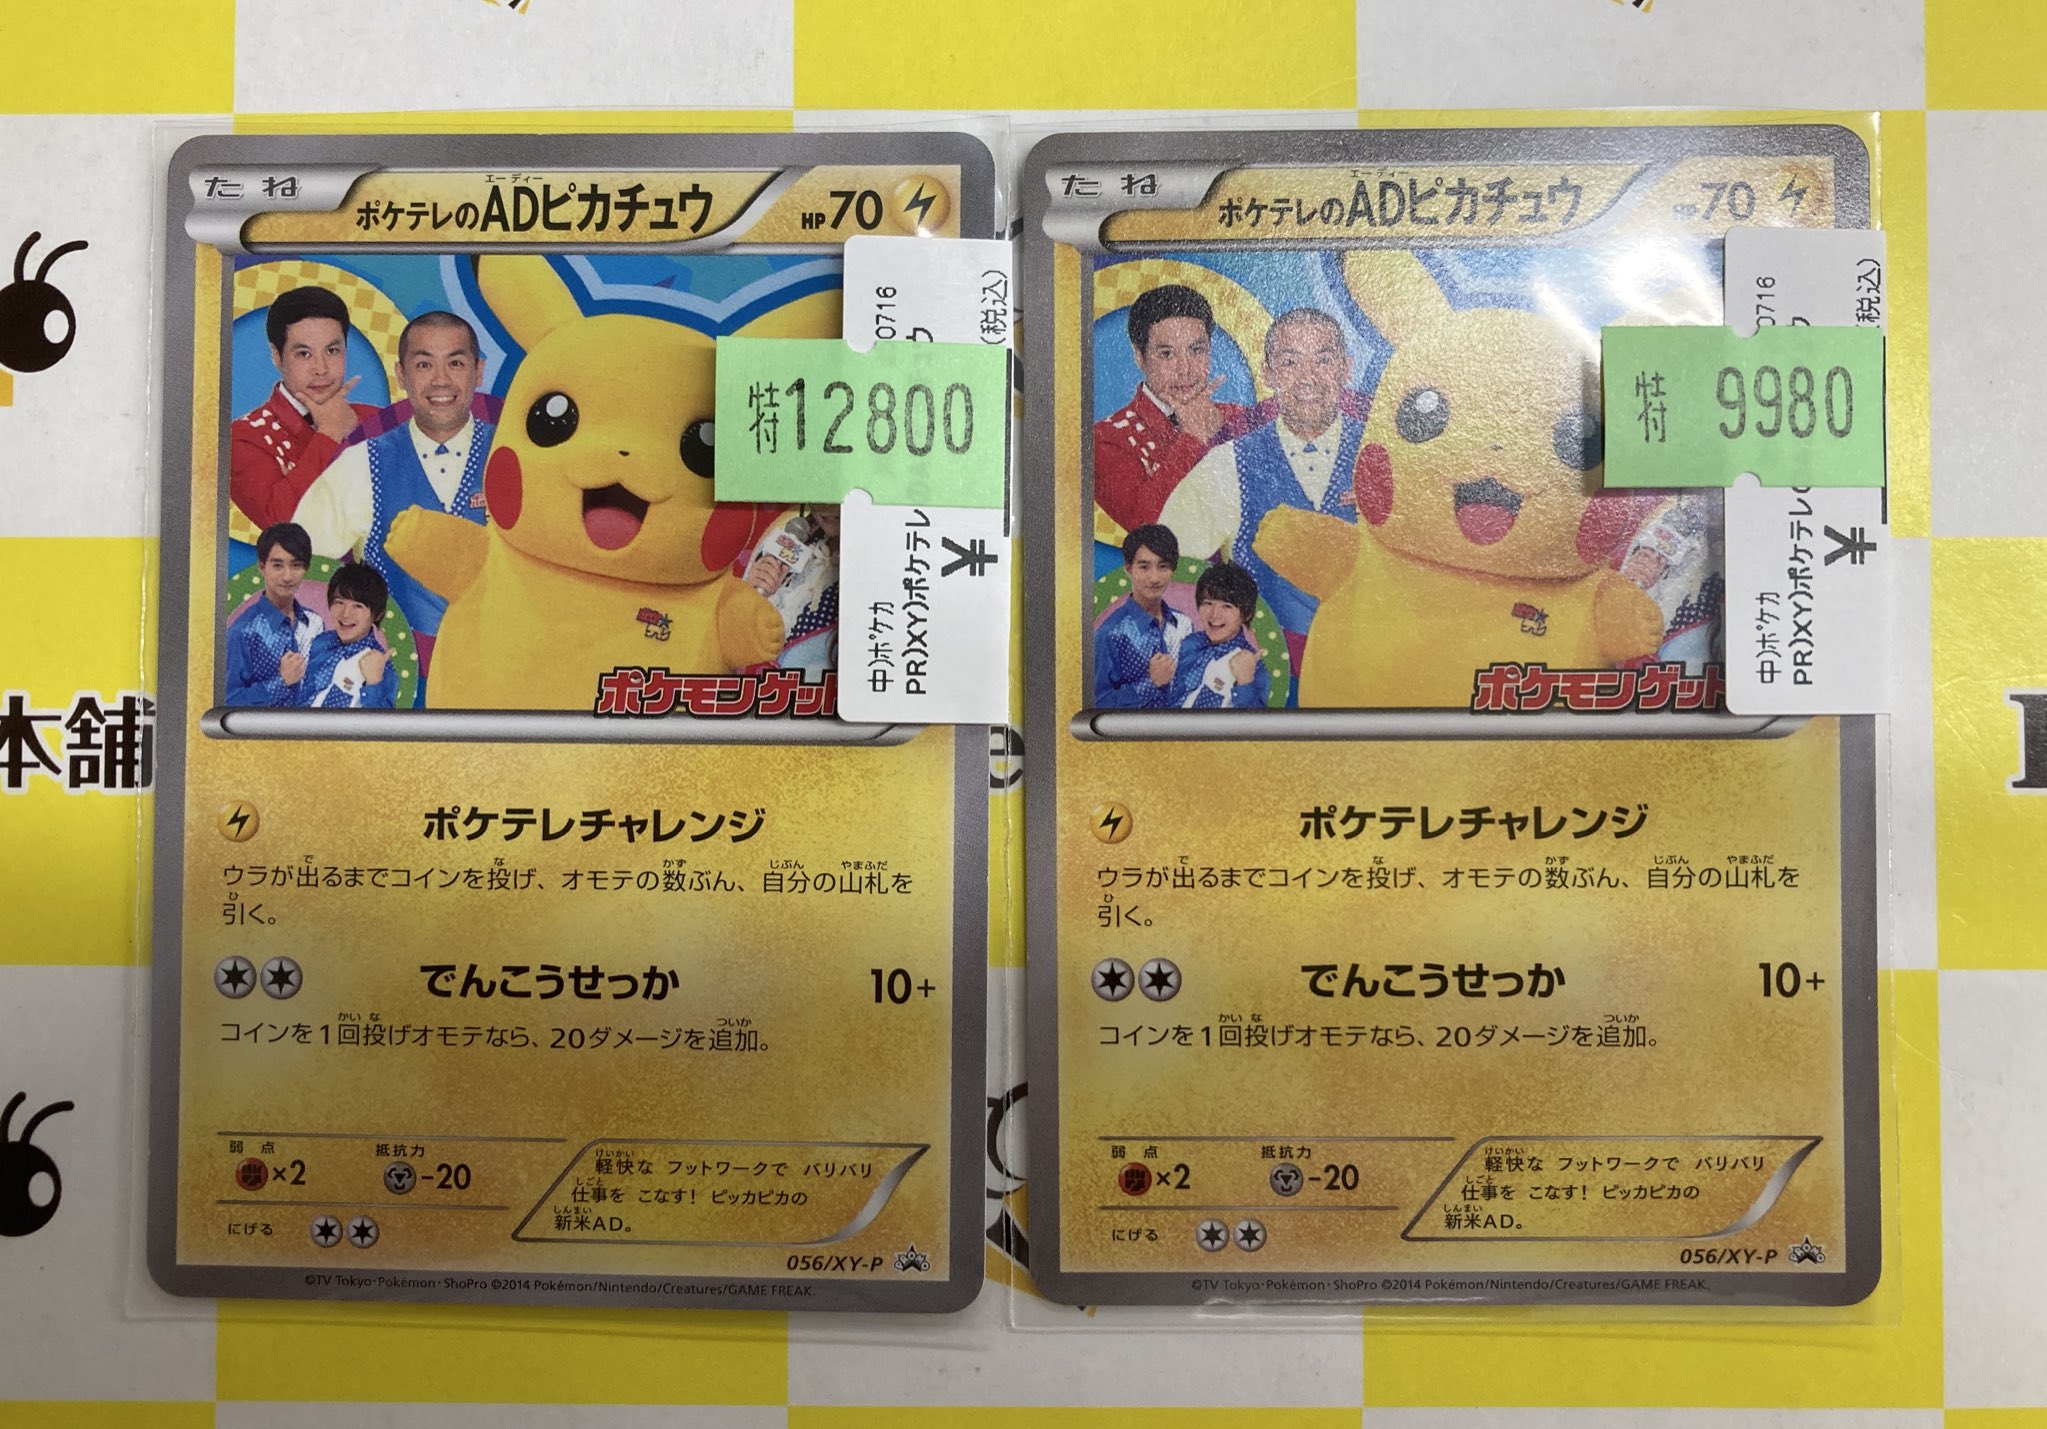 たね
エーディー
ポケテレのADピカチュウ
HP70
0716
(税込)
特付12800
中)ポケカ
PR)XY)ポケテレ
¥
ポケモンゲット
ポケテレチャレンジ
ウラが出るまでコインを投げ、オモテの数ぶん、自分の山札を
引く。
でんこうせっか 10+
コインを1回投げオモテなら、20ダメージを追加。
弱点 抵抗力
×2 -20
にげる
軽快な フットワークで バリバリ
仕事を こなす! ピッカピカの
新米AD。
056/XY-P
©TV Tokyo・Pokémon・ShoPro ©2014 Pokémon/Nintendo/Creatures/GAME FREAK.
たね
エーディー
ポケテレのADピカチュウ
HP70
0716
(税込)
特付 9980
中)ポケカ
PR)XY)ポケテレの
¥
ポケモンゲット
ポケテレチャレンジ
ウラが出るまでコインを投げ、オモテの数ぶん、自分の山札を
引く。
でんこうせっか 10+
コインを1回投げオモテなら、20ダメージを追加。
弱点 抵抗力
×2 -20
にげる
軽快な フットワークで バリバリ
仕事を こなす! ピッカピカの
新米AD。
056/XY-P
©TV Tokyo・Pokémon・ShoPro ©2014 Pokémon/Nintendo/Creatures/GAME FREAK.
本舗